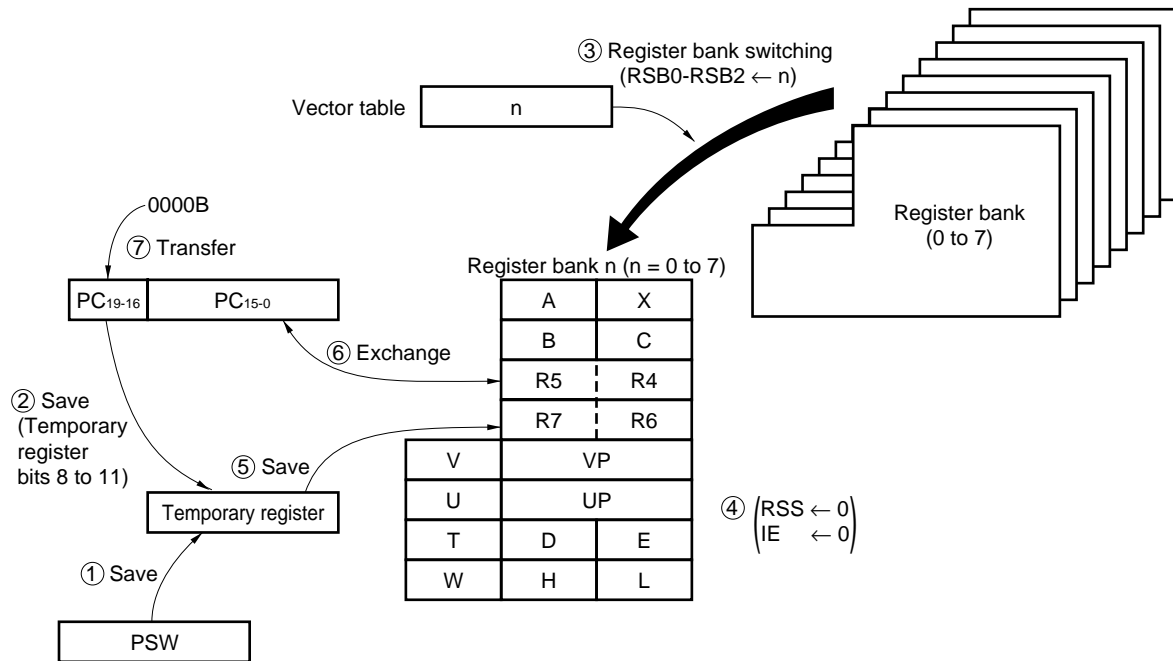 ③ Register bank switching
(RSB0-RSB2 ← n)
Vector table
n
0000B
⑦ Transfer
Register bank
(0 to 7)
Register bank n (n = 0 to 7)
PC19-16
PC15-0
A
X
B
C
⑥ Exchange
R5
R4
R7
R6
② Save
(Temporary
register
bits 8 to 11)
⑤ Save
V
VP
U
UP
Temporary register
④ (RSS ← 0
IE ← 0)
T
D
E
W
H
L
① Save
PSW